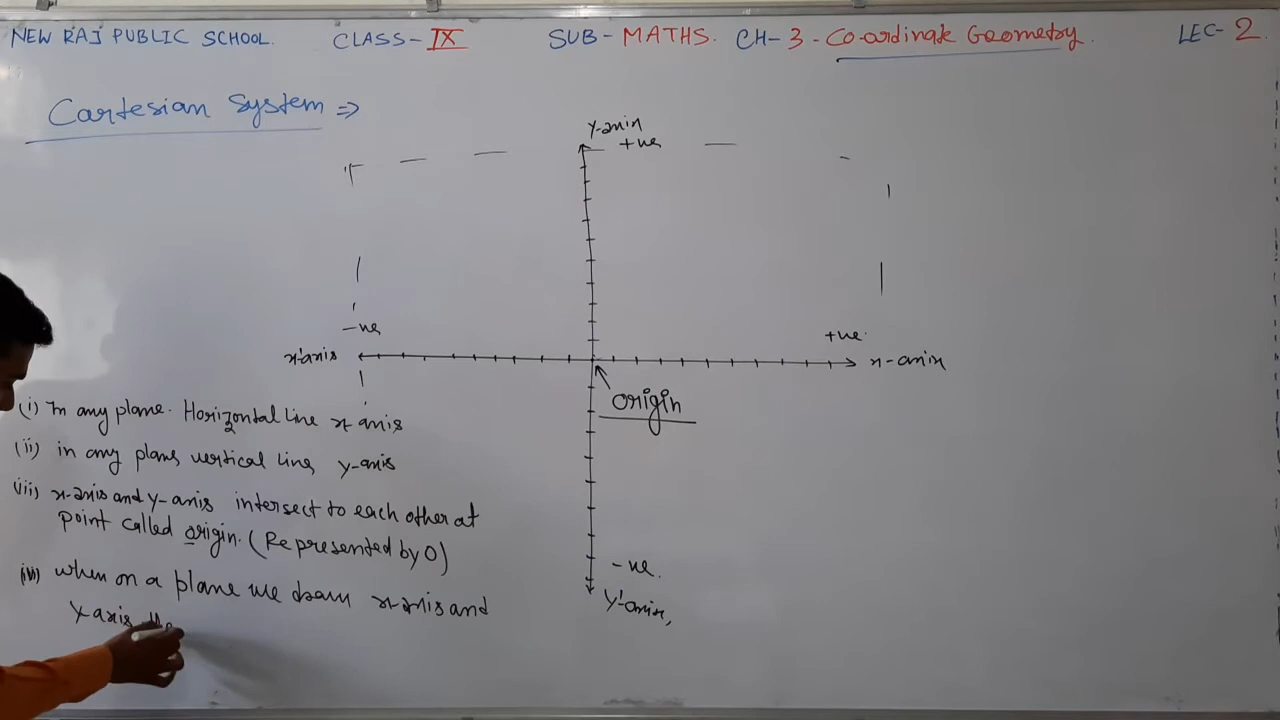 NEW RAJ PUBLIC SCHOOL. CLASS-IX SUB-MATHS. CH-3-Co-ordinate Geometry. LEC-2.
Cartesian System ⇒
y-axis
+ve
-ve
+ve
x'-axis
x-axis
origin
(i) In any plane. Horizontal Line x axis
(ii) in any plane, vertical line, y-axis
(iii) x-axis and y-axis intersect to each other at
point called origin. (Represented by O)
-ve.
(iv) when on a plane we draw x-axis and
y'-axis,
Y axis